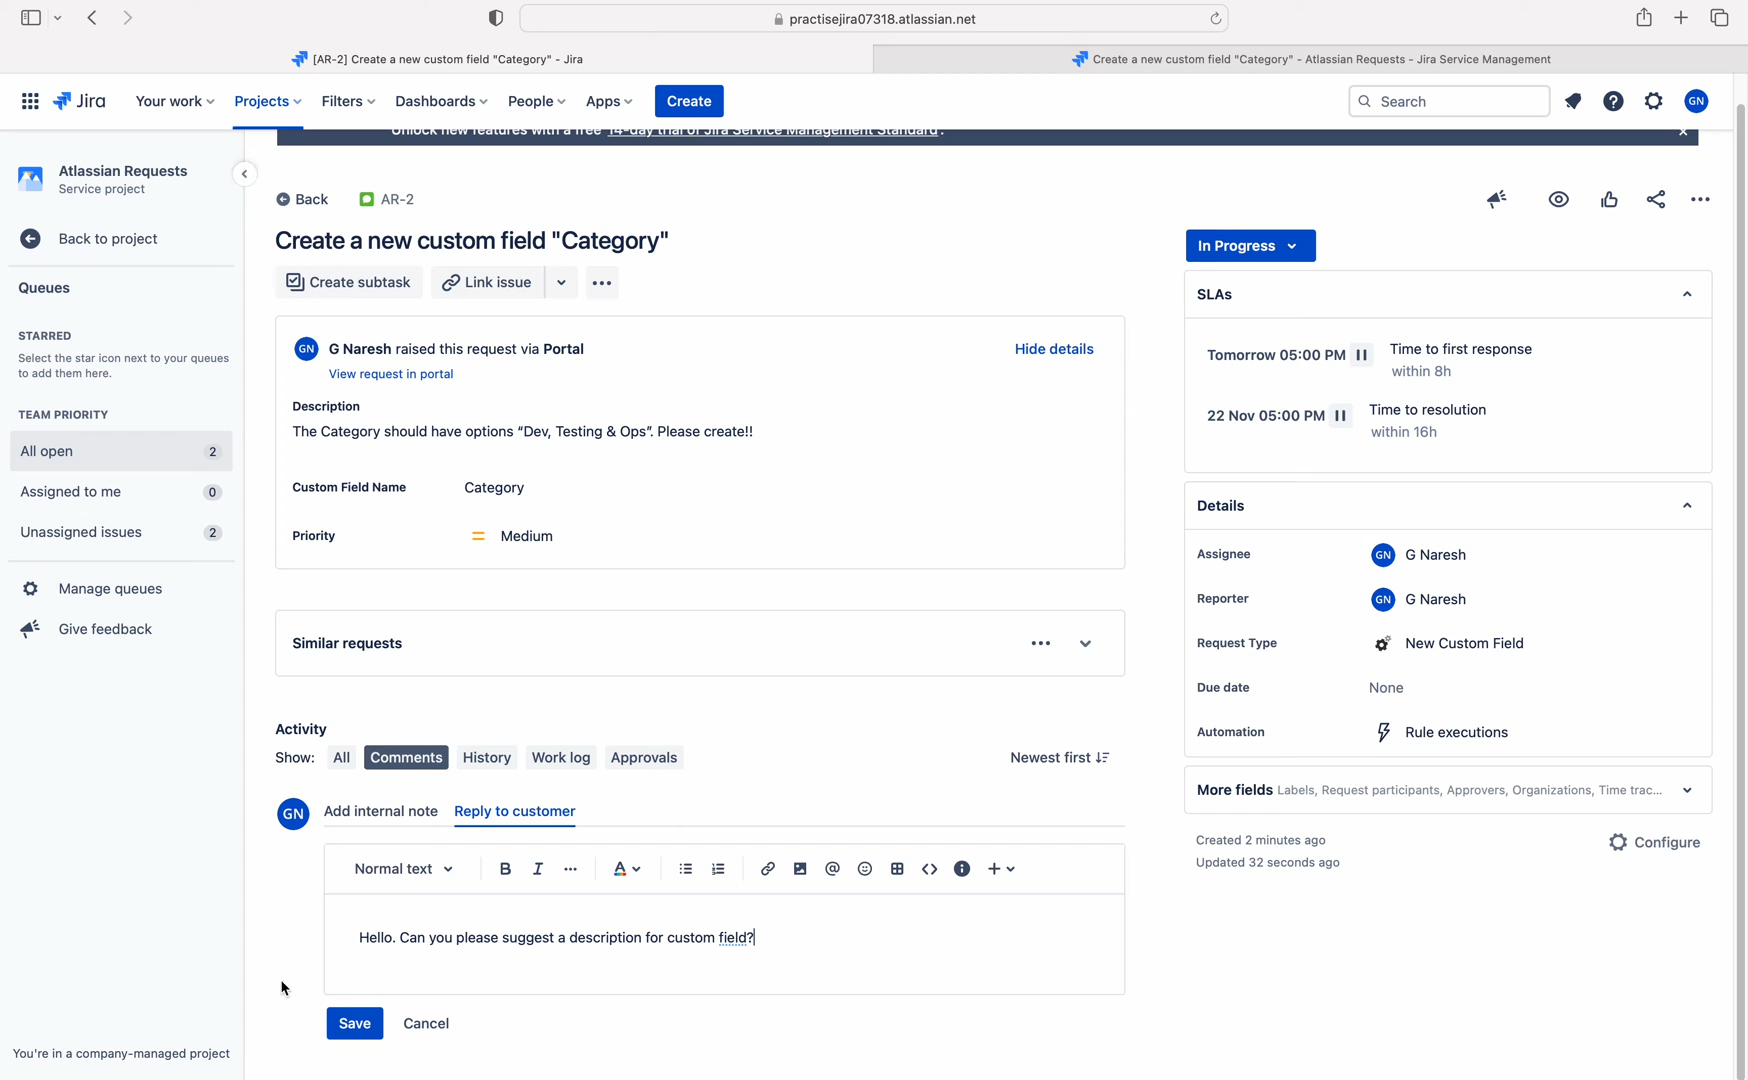 practisejira07318.atlassian.net
[AR-2] Create a new custom field "Category" - Jira
Create a new custom field "Category" - Atlassian Requests - Jira Service Management
Jira
Your work
Projects
Filters
Dashboards
People
Apps
Create
Search
GN
Unlock new features with a free 14-day trial of Jira Service Management Standard.
Atlassian Requests
Service project
Back to project
Queues
STARRED
Select the star icon next to your queues
to add them here.
TEAM PRIORITY
All open 2
Assigned to me 0
Unassigned issues 2
Manage queues
Give feedback
You're in a company-managed project
Back
AR-2
Create a new custom field "Category"
Create subtask
Link issue
GN
G Naresh raised this request via Portal
Hide details
View request in portal
Description
The Category should have options “Dev, Testing & Ops”. Please create!!
Custom Field Name Category
Priority Medium
Similar requests
Activity
Show: All Comments History Work log Approvals
Newest first
GN
Add internal note
Reply to customer
Normal text
B I A
Hello. Can you please suggest a description for custom field?
Save
Cancel
In Progress
SLAs
Tomorrow 05:00 PM Time to first response
within 8h
22 Nov 05:00 PM Time to resolution
within 16h
Details
Assignee GN G Naresh
Reporter GN G Naresh
Request Type New Custom Field
Due date None
Automation Rule executions
More fields Labels, Request participants, Approvers, Organizations, Time trac...
Created 2 minutes ago
Updated 32 seconds ago
Configure